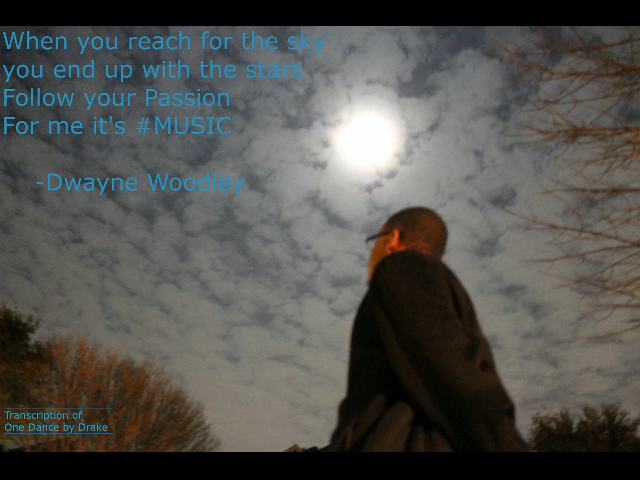 When you reach for the sky
you end up with the stars
Follow your Passion
For me it's #MUSIC
-Dwayne Woodley
Transcription of
One Dance by Drake